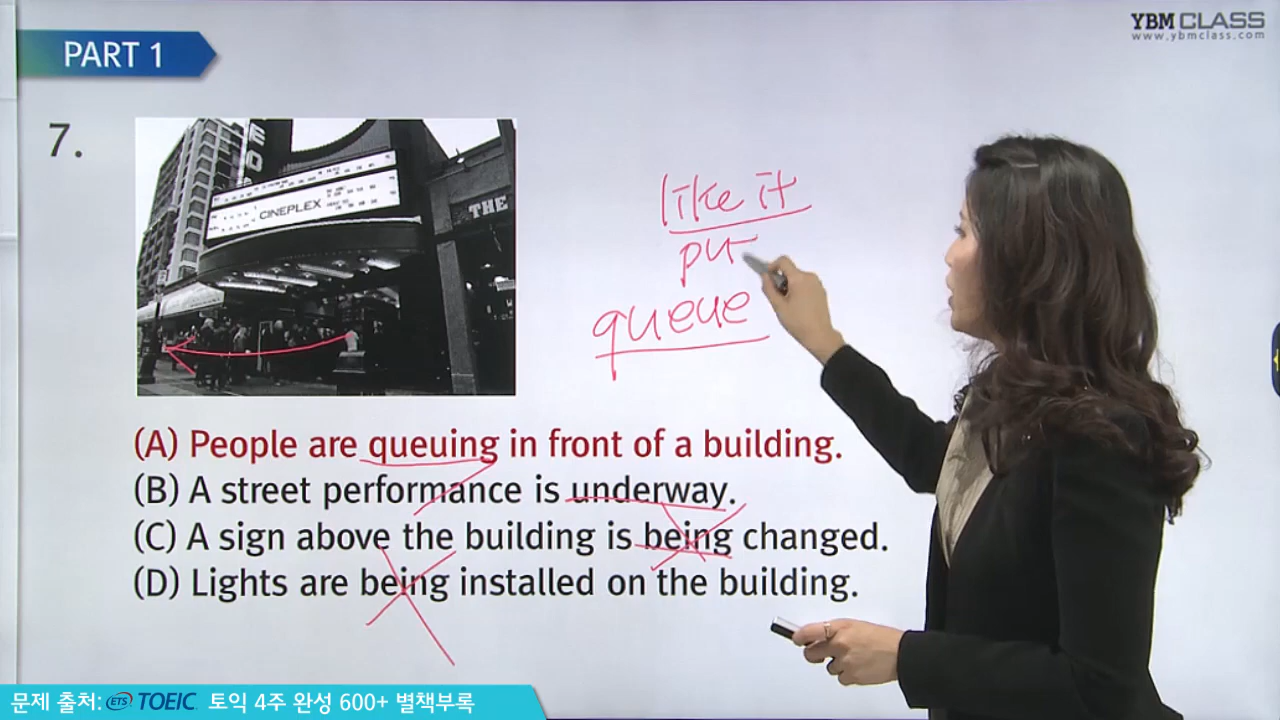 YBM CLASS
www.ybmclass.com
PART 1
7.
CINEPLEX
THE
like it
put
queue
(A) People are queuing in front of a building.
(B) A street performance is underway.
(C) A sign above the building is being changed.
(D) Lights are being installed on the building.
문제 출처: ETS TOEIC 토익 4주 완성 600+ 별책부록